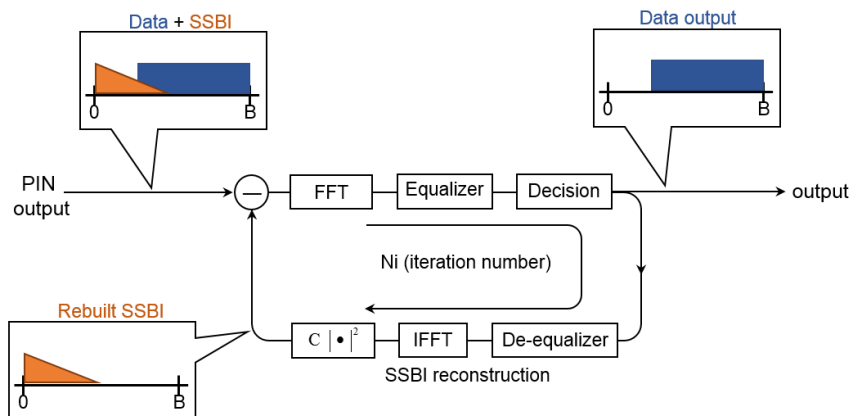 Data + SSBI
0
B
Data output
0
B
PIN
output
—
FFT
Equalizer
Decision
output
Ni (iteration number)
Rebuilt SSBI
0
B
C | • |²
IFFT
De-equalizer
SSBI reconstruction